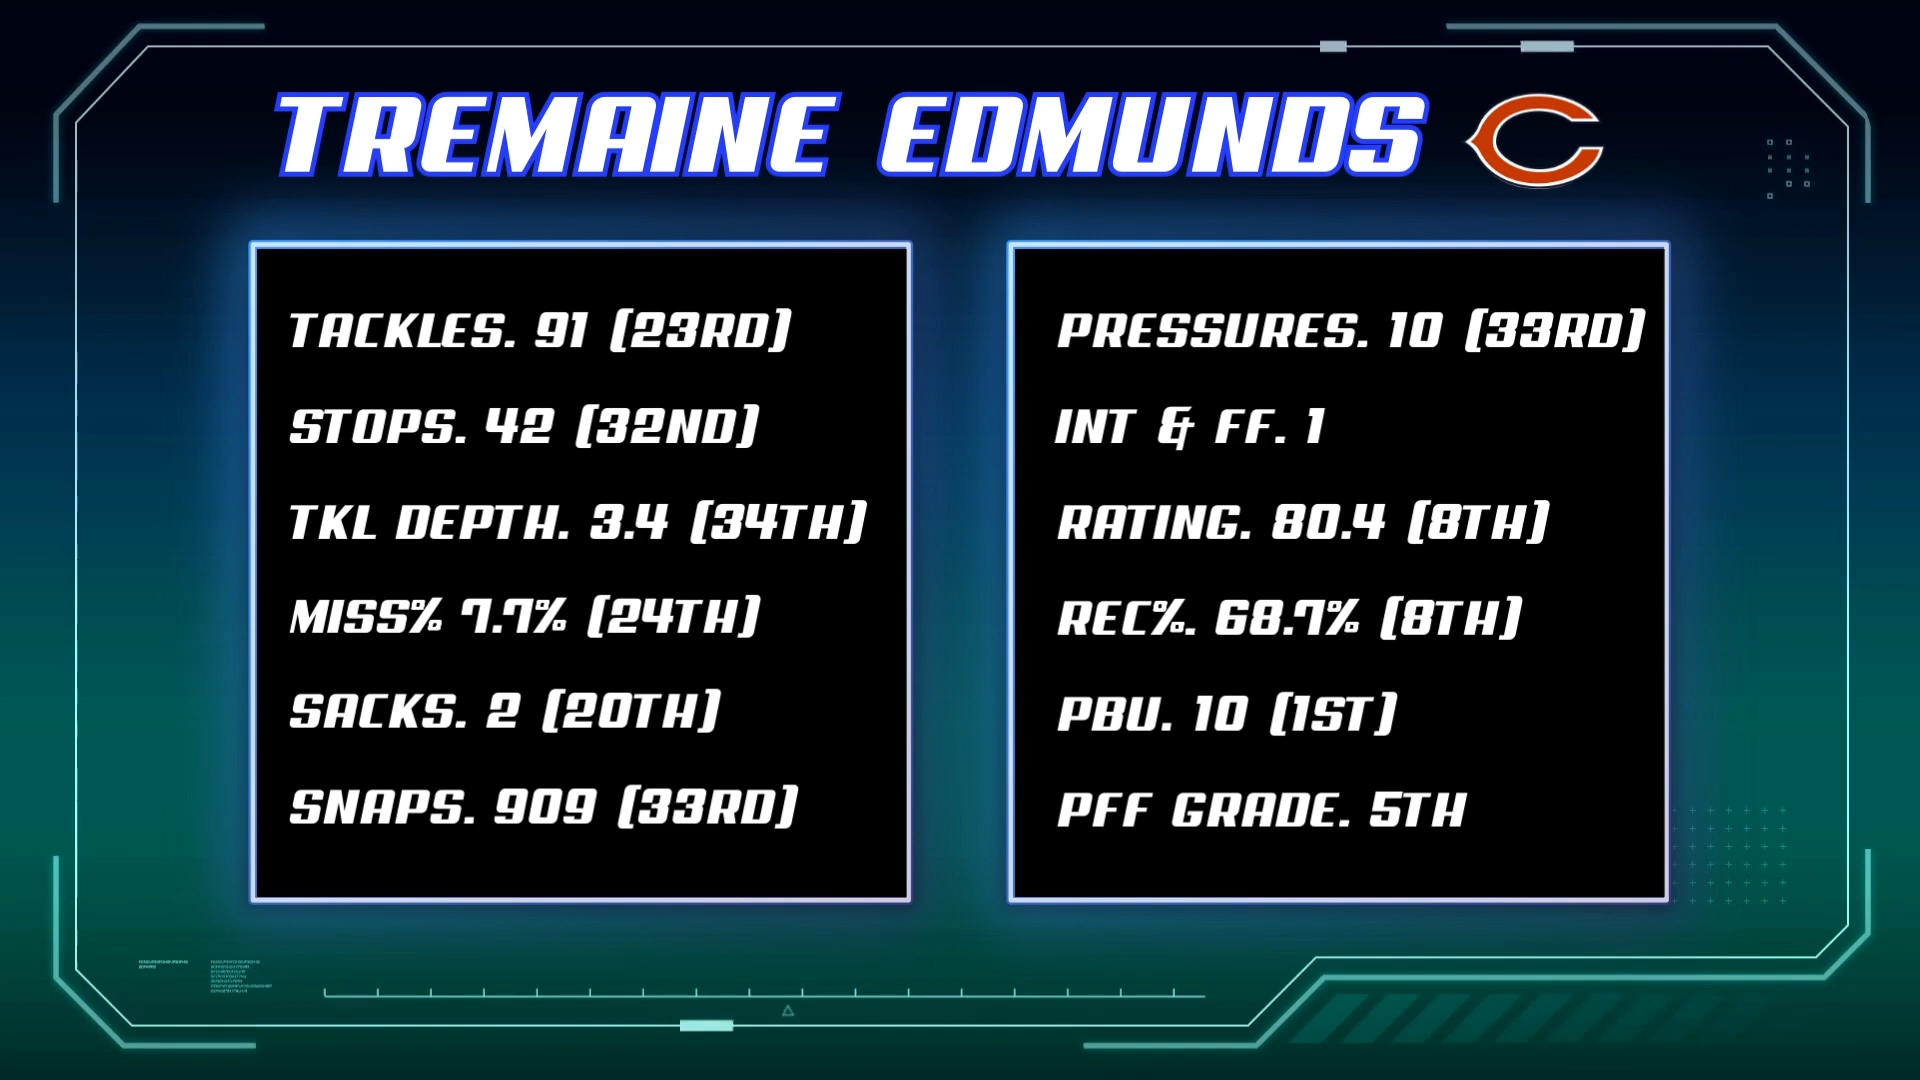 TREMAINE EDMUNDS
TACKLES. 91 (23RD)
STOPS. 42 (32ND)
TKL DEPTH. 3.4 (34TH)
MISS% 7.7% (24TH)
SACKS. 2 (20TH)
SNAPS. 909 (33RD)
PRESSURES. 10 (33RD)
INT & FF. 1
RATING. 80.4 (8TH)
REC%. 68.7% (8TH)
PBU. 10 (1ST)
PFF GRADE. 5TH